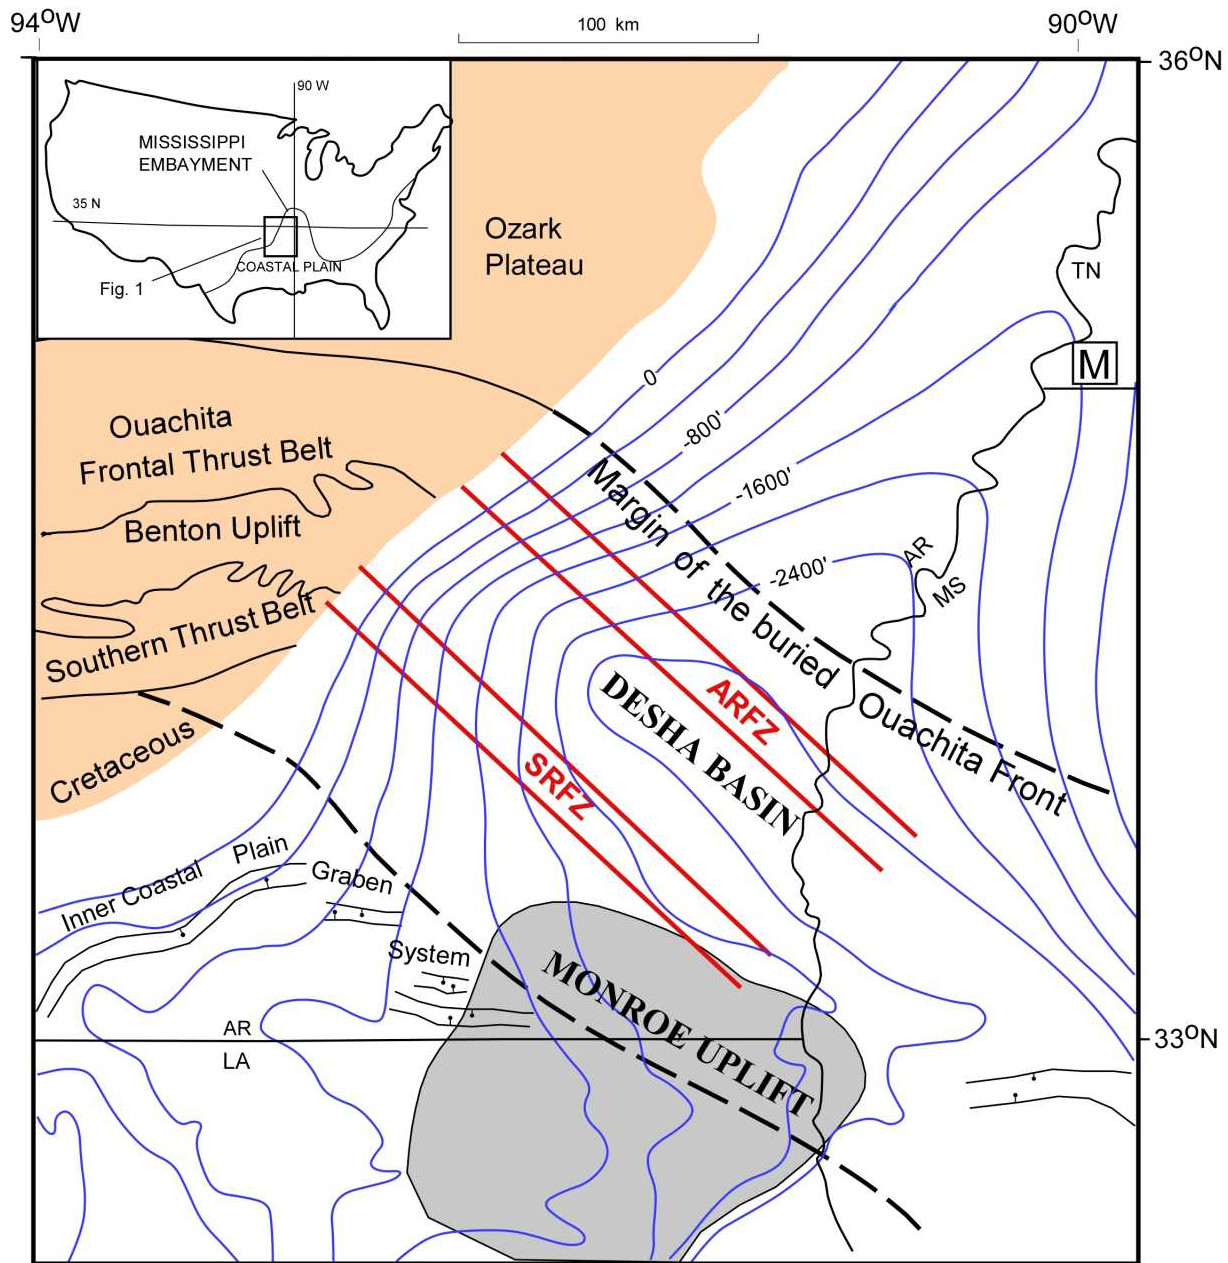 94°W
100 km
90°W
36°N
90 W
MISSISSIPPI
EMBAYMENT
35 N
COASTAL PLAIN
Fig. 1
Ozark
Plateau
TN
M
0
-800'
-1600'
-2400'
Ouachita
Frontal Thrust Belt
Benton Uplift
Southern Thrust Belt
Cretaceous
Margin of the buried Ouachita Front
AR
MS
ARFZ
DESHA BASIN
SRFZ
Inner Coastal Plain
Graben
System
MONROE UPLIFT
AR
LA
33°N